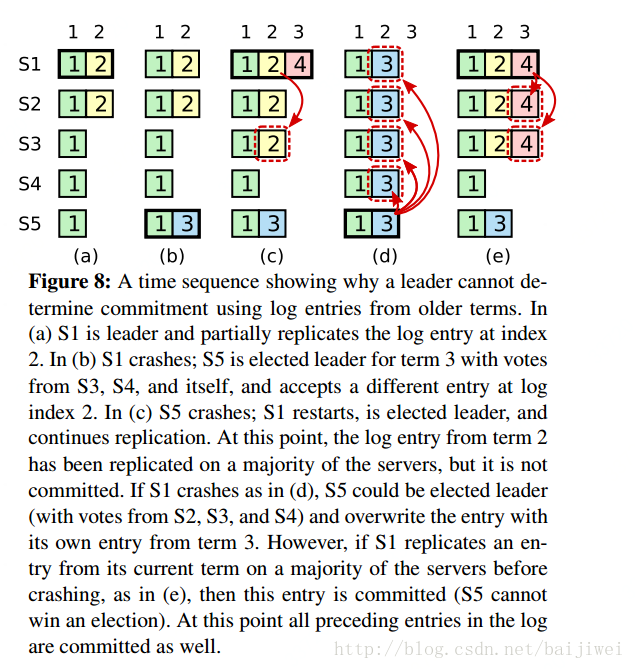 1 2 1 2 1 2 3 1 2 3 1 2 3
S1 1 2 1 2 1 2 4 1 3 1 2 4
S2 1 2 1 2 1 2 1 3 1 2 4
S3 1 1 1 2 1 3 1 2 4
S4 1 1 1 1 3 1
S5 1 1 3 1 3 1 3 1 3
(a) (b) (c) (d) (e)
Figure 8: A time sequence showing why a leader cannot de-
termine commitment using log entries from older terms. In
(a) S1 is leader and partially replicates the log entry at index
2. In (b) S1 crashes; S5 is elected leader for term 3 with votes
from S3, S4, and itself, and accepts a different entry at log
index 2. In (c) S5 crashes; S1 restarts, is elected leader, and
continues replication. At this point, the log entry from term 2
has been replicated on a majority of the servers, but it is not
committed. If S1 crashes as in (d), S5 could be elected leader
(with votes from S2, S3, and S4) and overwrite the entry with
its own entry from term 3. However, if S1 replicates an en-
try from its current term on a majority of the servers before
crashing, as in (e), then this entry is committed (S5 cannot
win an election). At this point all preceding entries in the log
are committed as well.
http://blog.csdn.net/baijiwei